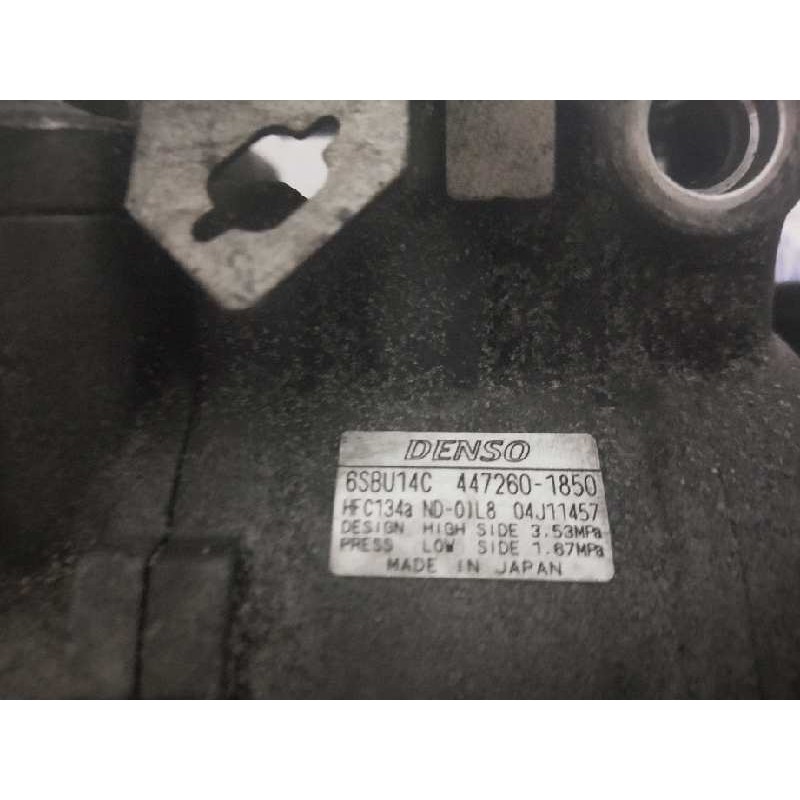 DENSO
6SBU14C 447260-1850
HFC134a ND-OIL8 04J11457
DESIGN HIGH SIDE 3.53MPa
PRESS LOW SIDE 1.67MPa
MADE IN JAPAN